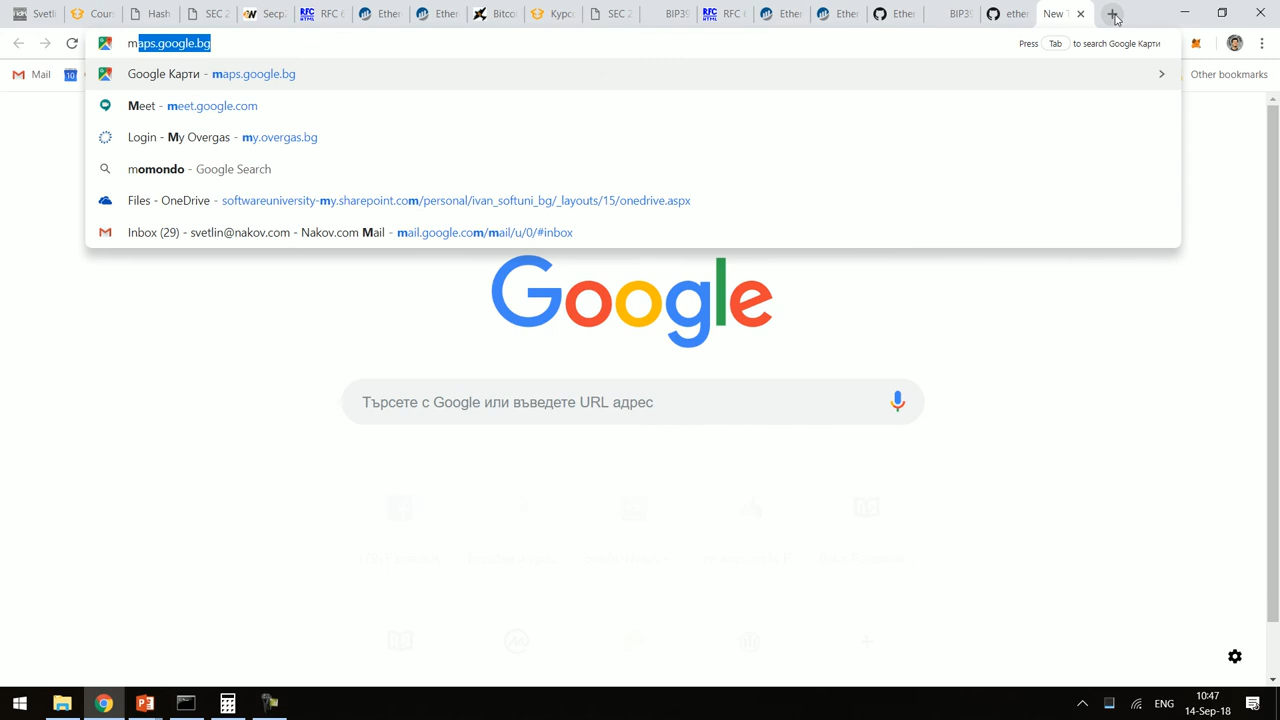 Svetli
Cours
Hash
SEC 2
Secp
RFC 6
Ether
Ether
Bitco
Курсо
SEC 2
BIP39
RFC 6
Ether
Ether
Ether
BIP39
ether
New T
maps.google.bg
Press Tab to search Google Карти
Mail
Other bookmarks
Google Карти - maps.google.bg
Meet - meet.google.com
Login - My Overgas - my.overgas.bg
momondo - Google Search
Files - OneDrive - softwareuniversity-my.sharepoint.com/personal/ivan_softuni_bg/_layouts/15/onedrive.aspx
Inbox (29) - svetlin@nakov.com - Nakov.com Mail - mail.google.com/mail/u/0/#inbox
Google
Търсете с Google или въведете URL адрес
ENG
10:47
14-Sep-18